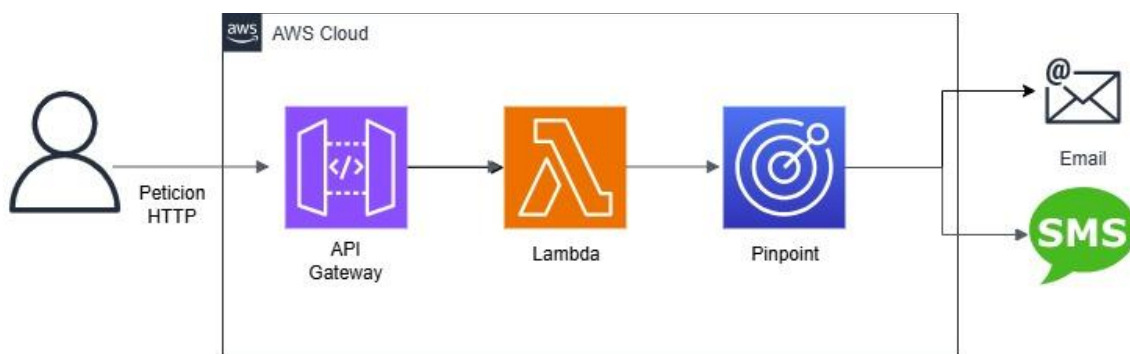 aws
AWS Cloud
Peticion
HTTP
</>
API
Gateway
Lambda
Pinpoint
@
Email
SMS